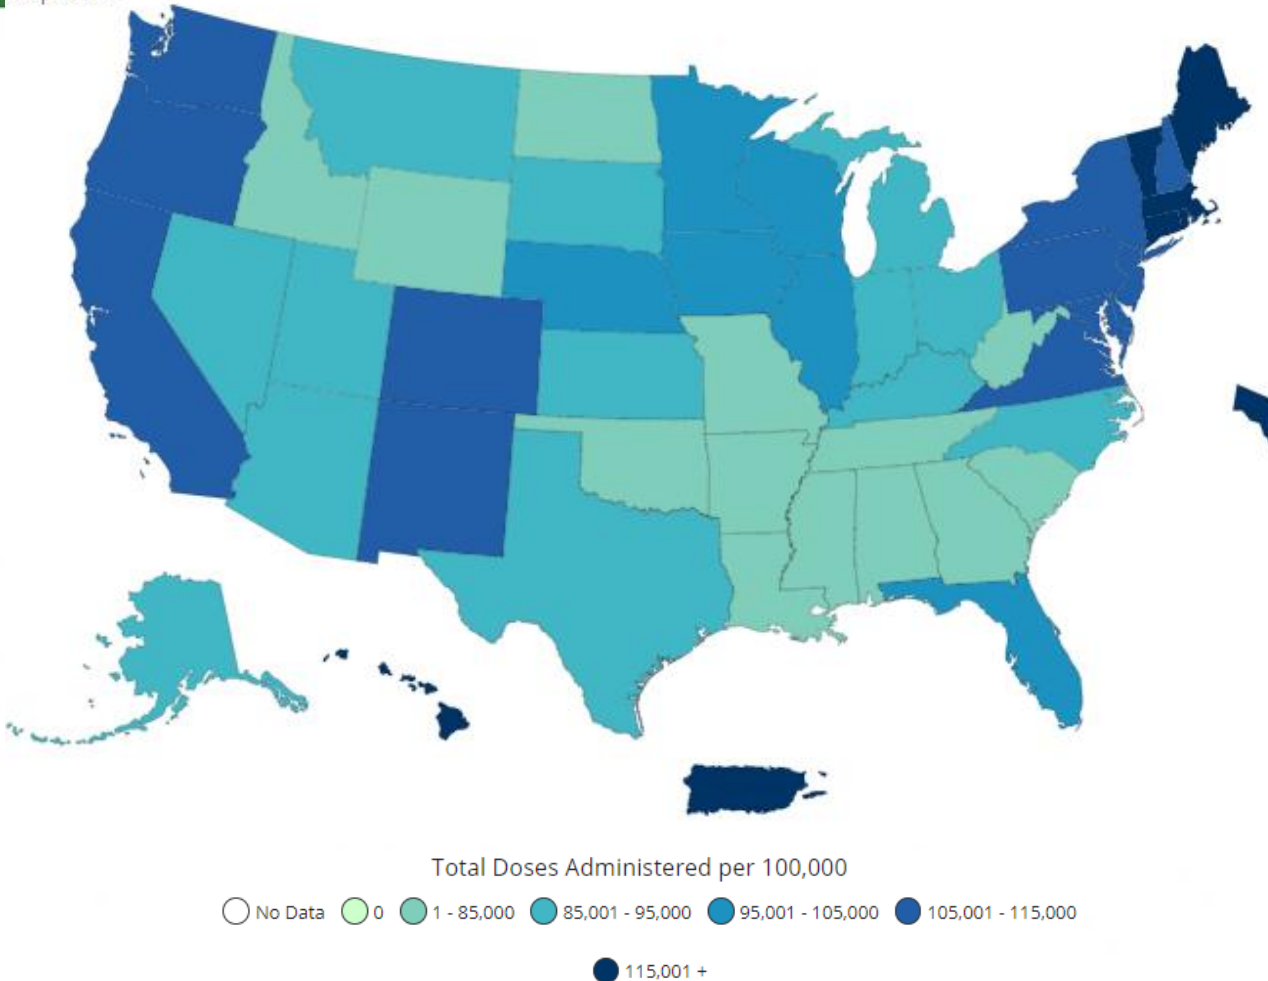 Total Doses Administered per 100,000
No Data 0 1 - 85,000 85,001 - 95,000 95,001 - 105,000 105,001 - 115,000
115,001 +